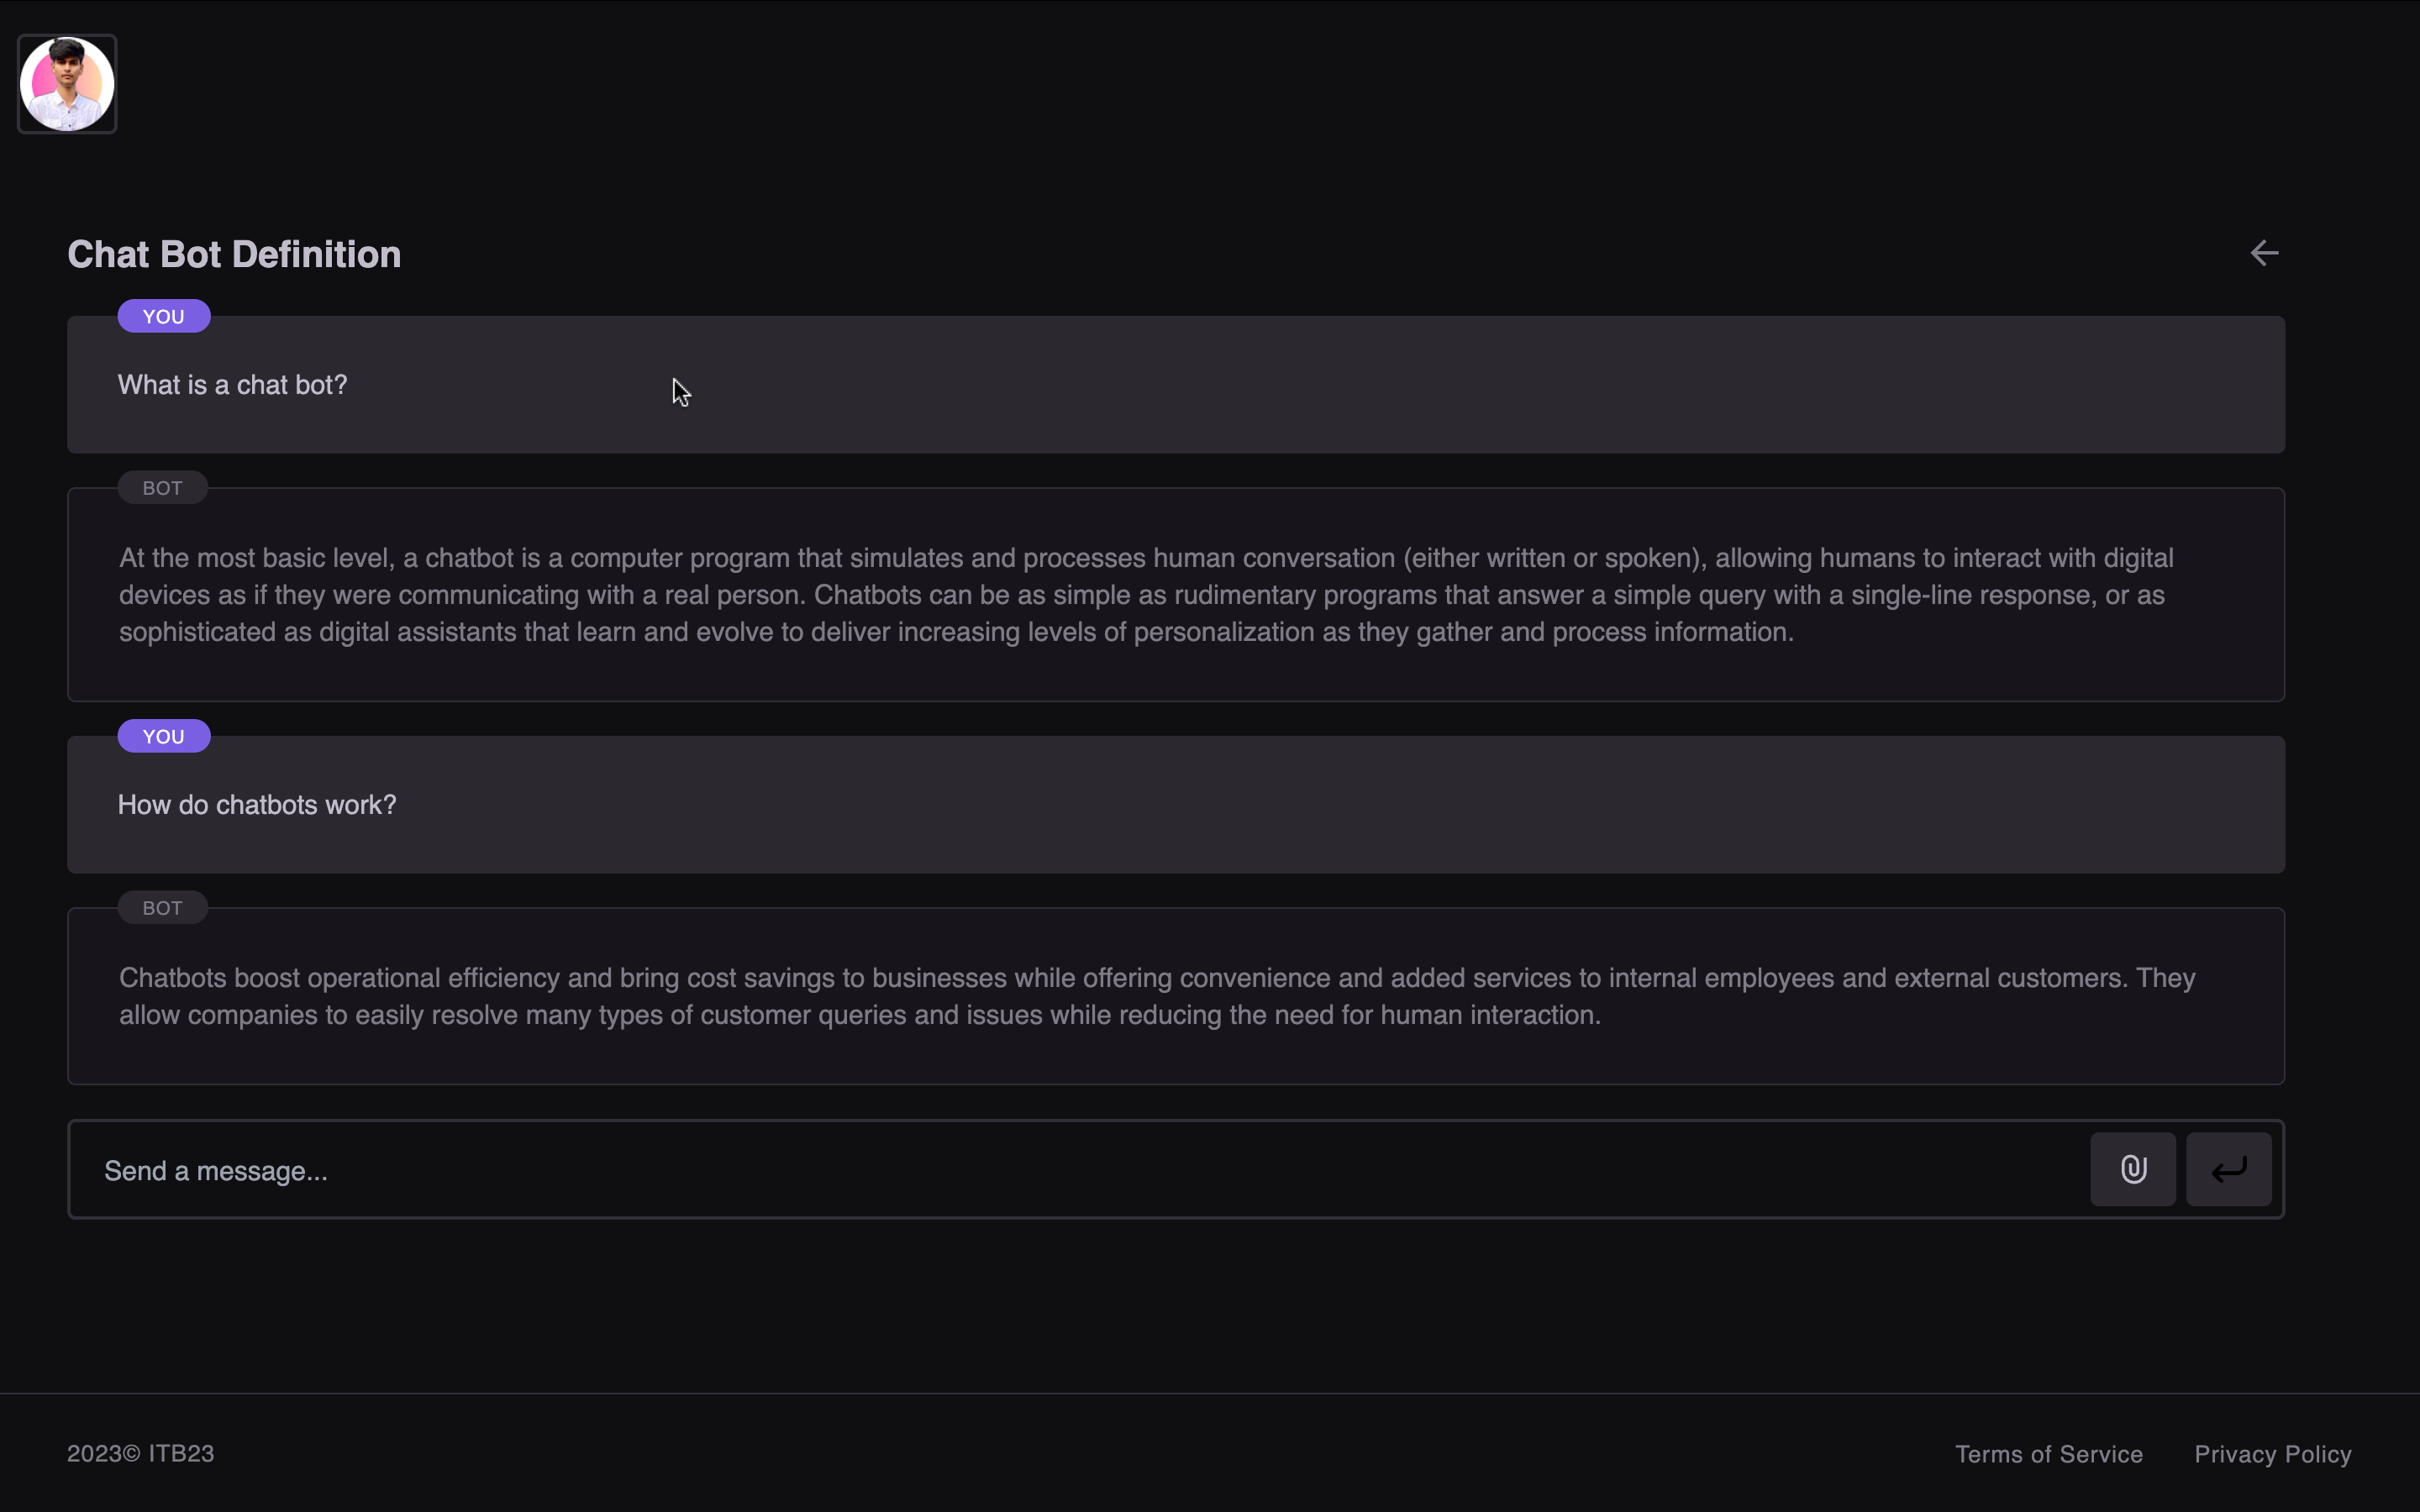 Chat Bot Definition
YOU
What is a chat bot?
BOT
At the most basic level, a chatbot is a computer program that simulates and processes human conversation (either written or spoken), allowing humans to interact with digital
devices as if they were communicating with a real person. Chatbots can be as simple as rudimentary programs that answer a simple query with a single-line response, or as
sophisticated as digital assistants that learn and evolve to deliver increasing levels of personalization as they gather and process information.
YOU
How do chatbots work?
BOT
Chatbots boost operational efficiency and bring cost savings to businesses while offering convenience and added services to internal employees and external customers. They
allow companies to easily resolve many types of customer queries and issues while reducing the need for human interaction.
Send a message...
2023© ITB23
Terms of Service
Privacy Policy